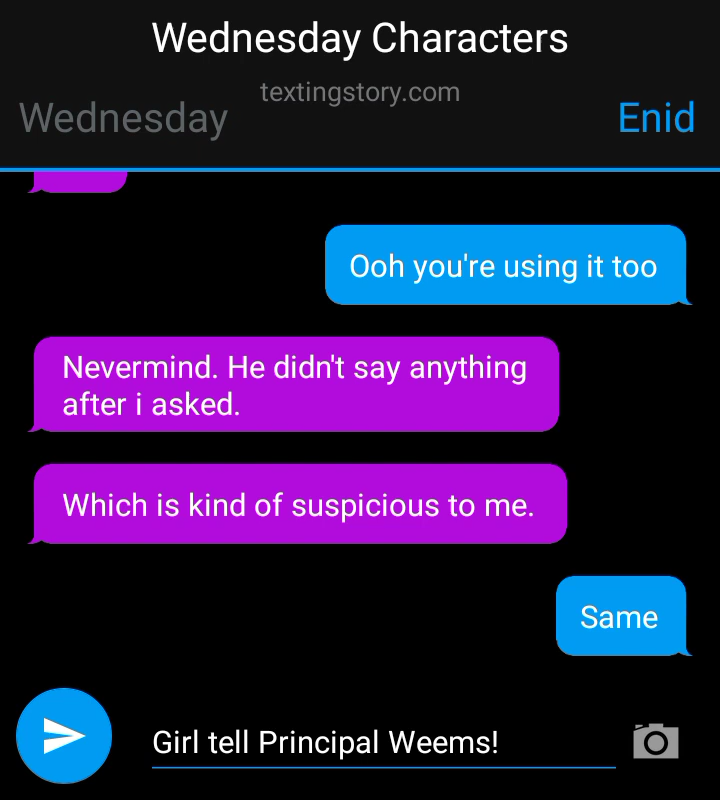 Wednesday Characters
textingstory.com
Wednesday
Enid
Ooh you're using it too
Nevermind. He didn't say anything
after i asked.
Which is kind of suspicious to me.
Same
Girl tell Principal Weems!